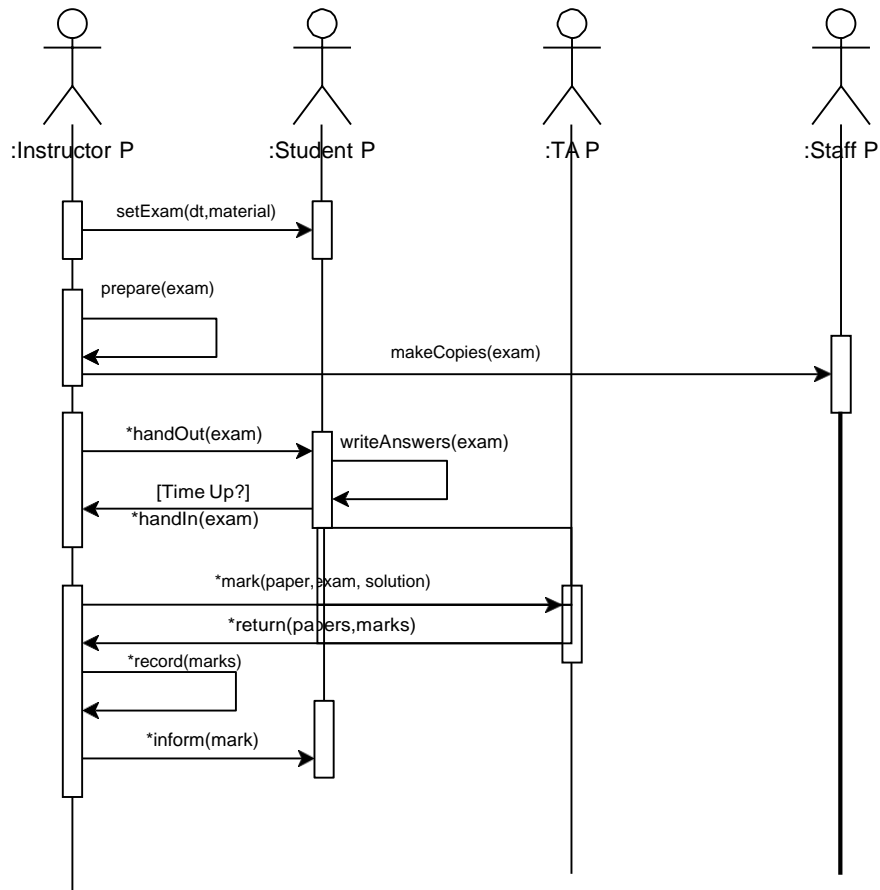 :Instructor P
:Student P
:TA P
:Staff P
setExam(dt,material)
prepare(exam)
makeCopies(exam)
*handOut(exam)
writeAnswers(exam)
[Time Up?]
*handIn(exam)
*mark(paper,exam, solution)
*return(papers,marks)
*record(marks)
*inform(mark)